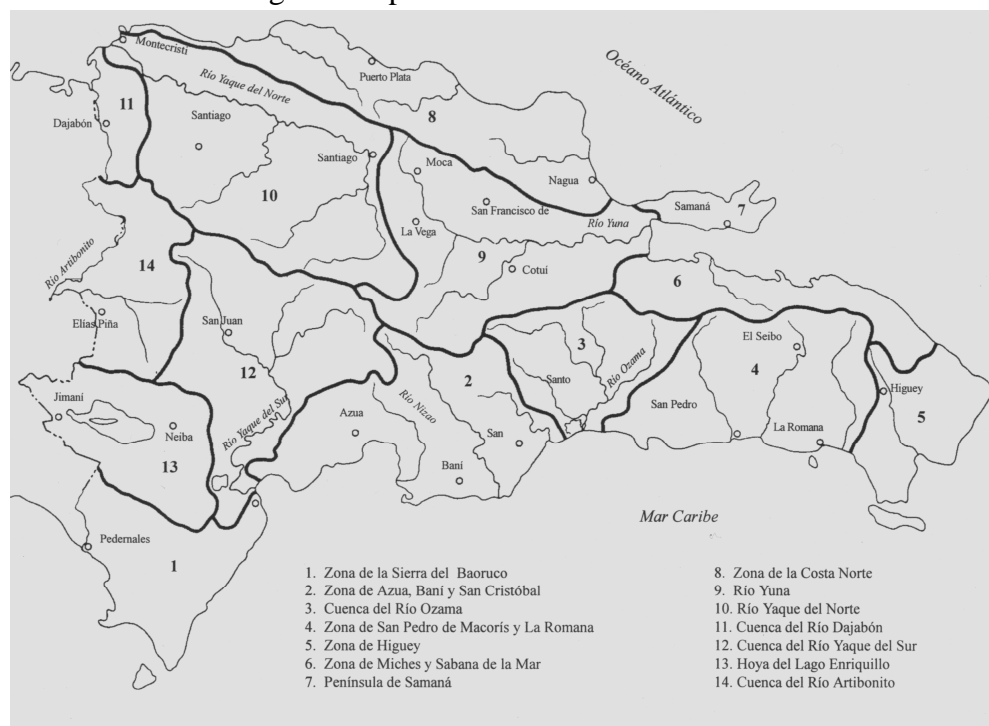 Océano Atlántico
Montecristi
Río Yaque del Norte
Puerto Plata
11
8
Dajabón
Santiago
Santiago
Moca
Nagua
10
San Francisco de
Samaná
7
La Vega
Río Yuna
Río Artibonito
14
9
Cotuí
6
Elías Piña
San Juan
El Seibo
3
12
2
Santo
Río Ozama
4
Jimaní
Higuey
Río Yaque del Sur
Azua
Río Nizao
San Pedro
5
Neiba
San
La Romana
13
Baní
Mar Caribe
Pedernales
1
1. Zona de la Sierra del Baoruco
2. Zona de Azua, Baní y San Cristóbal
3. Cuenca del Río Ozama
4. Zona de San Pedro de Macorís y La Romana
5. Zona de Higuey
6. Zona de Miches y Sabana de la Mar
7. Península de Samaná
8. Zona de la Costa Norte
9. Río Yuna
10. Río Yaque del Norte
11. Cuenca del Río Dajabón
12. Cuenca del Río Yaque del Sur
13. Hoya del Lago Enriquillo
14. Cuenca del Río Artibonito